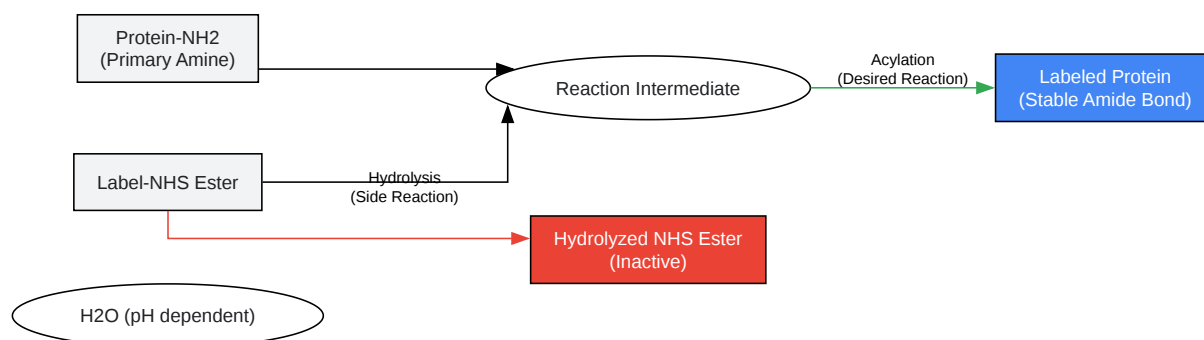 Protein-NH2
(Primary Amine)
Reaction Intermediate
Acylation
(Desired Reaction)
Labeled Protein
(Stable Amide Bond)
Label-NHS Ester
Hydrolysis
(Side Reaction)
Hydrolyzed NHS Ester
(Inactive)
H2O (pH dependent)